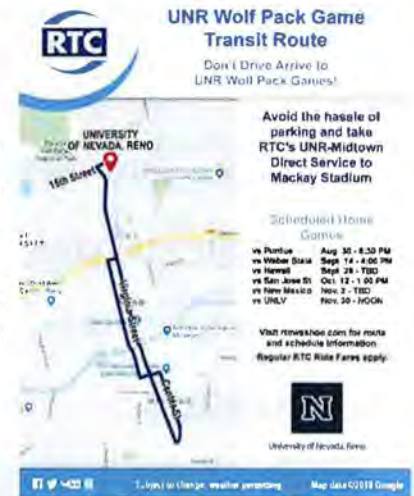 RTC
UNR Wolf Pack Game
Transit Route
Don't Drive Arrive to
UNR Wolf Pack Games!
Avoid the hassle of
parking and take
RTC's UNR-Midtown
Direct Service to
Mackay Stadium
UNIVERSITY
OF NEVADA, RENO
15th Street
Virginia Street
Center St
Scheduled Home
Games
vs Purdue Aug. 30 - 6:30 PM
vs Weber State Sept. 14 - 4:00 PM
vs Hawaii Sept. 28 - TBD
vs San Jose St Oct. 12 - 1:00 PM
vs New Mexico Nov. 2 - TBD
vs UNLV Nov. 30 - NOON
Visit rtcwashoe.com for route
and schedule information
Regular RTC Ride Fares apply.
N
University of Nevada, Reno
Subject to change, weather permitting
Map data ©2019 Google